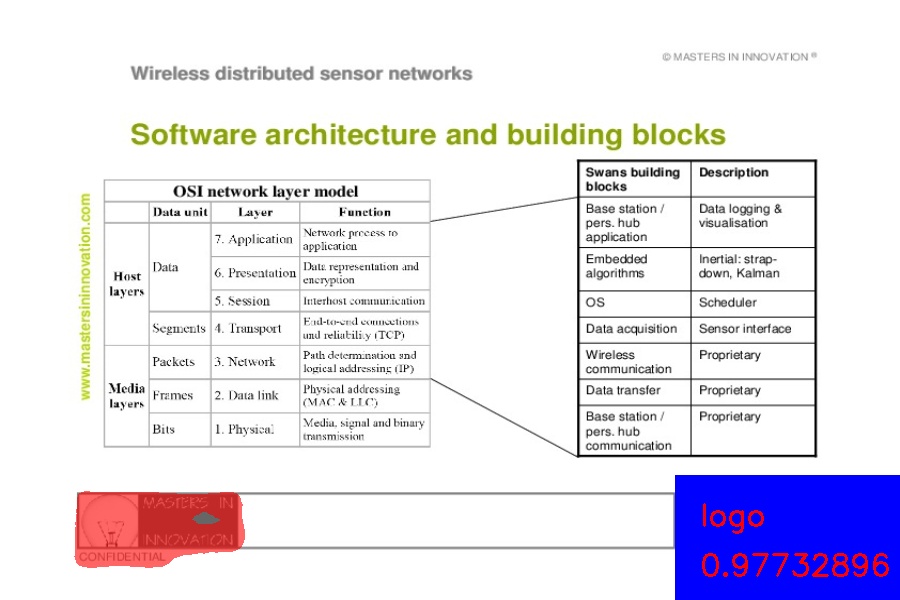 © MASTERS IN INNOVATION ®
Wireless distributed sensor networks
Software architecture and building blocks
www.mastersininnovation.com
OSI network layer model
Data unit Layer Function
Host layers
Data
7. Application
Network process to
application
6. Presentation
Data representation and
encryption
5. Session
Interhost communication
Segments
4. Transport
End-to-end connections
and reliability (TCP)
Media layers
Packets
3. Network
Path determination and
logical addressing (IP)
Frames
2. Data link
Physical addressing
(MAC & LLC)
Bits
1. Physical
Media, signal and binary
transmission
Swans building
blocks
Description
Base station /
pers. hub
application
Data logging &
visualisation
Embedded
algorithms
Inertial: strap-
down, Kalman
OS
Scheduler
Data acquisition
Sensor interface
Wireless
communication
Proprietary
Data transfer
Proprietary
Base station /
pers. hub
communication
Proprietary
MASTERS IN
INNOVATION
CONFIDENTIAL
logo
0.97732896